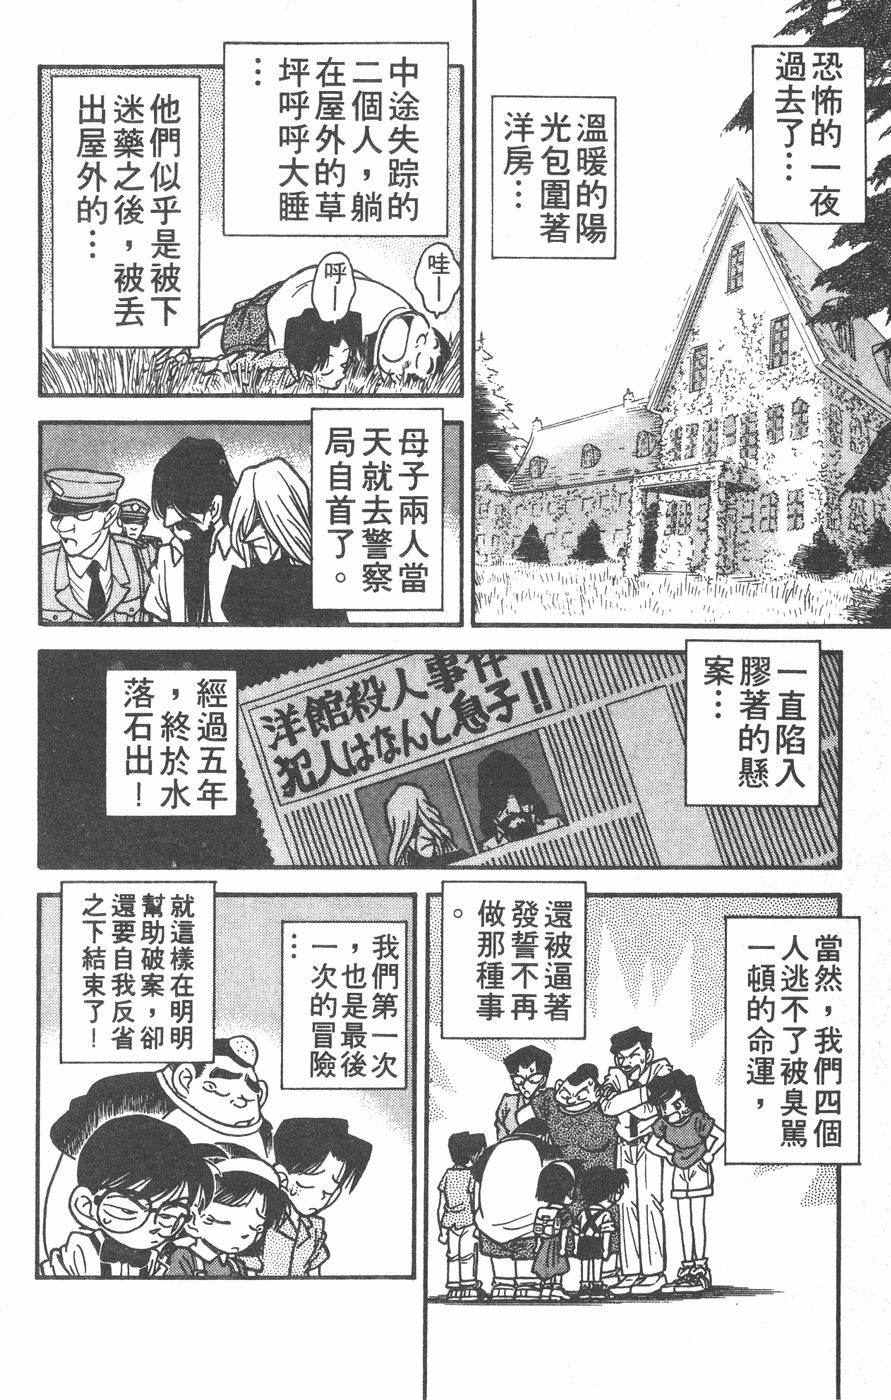 恐怖的一夜
過去了…
溫暖的陽
光包圍著
洋房…
中途失踪的
二個人，躺
在屋外的草
坪呼呼大睡
…
哇—
呼—
他們似乎是被下
迷藥之後，被丟
出屋外的…
母子兩人當
天就去警察
局自首了。
一直陷入
膠著的懸
案…
洋館殺人事件
犯人はなんと息子!!
經過五年
，終於水
落石出！
當然，我們四個
人逃不了被臭罵
一頓的命運，
還被逼著
發誓不再
做那種事
。
我們第一次
，也是最後
一次的冒險
…
就這樣在明明
幫助破案，卻
還要自我反省
之下結束了！